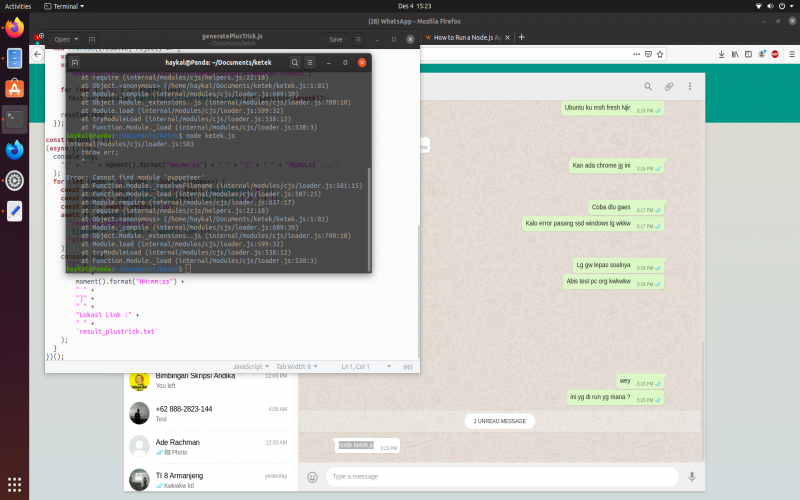 Activities
Terminal
Des 4 15:23
(28) WhatsApp - Mozilla Firefox
How to Run a Node.js Ap
Open
generatePlusTrick.js
~/Documents/ketek
Save
haykal@Panda: ~/Documents/ketek
at require (internal/modules/cjs/helpers.js:22:18)
at Object.<anonymous> (/home/haykal/Documents/ketek/ketek.js:1:81)
at Module._compile (internal/modules/cjs/loader.js:689:30)
at Object.Module._extensions..js (internal/modules/cjs/loader.js:700:10)
at Module.load (internal/modules/cjs/loader.js:599:32)
at tryModuleLoad (internal/modules/cjs/loader.js:538:12)
at Function.Module._load (internal/modules/cjs/loader.js:530:3)
haykal@Panda:~/Documents/ketek$ node ketek.js
internal/modules/cjs/loader.js:583
throw err;
^
Error: Cannot find module 'puppeteer'
at Function.Module._resolveFilename (internal/modules/cjs/loader.js:581:15)
at Function.Module._load (internal/modules/cjs/loader.js:507:25)
at Module.require (internal/modules/cjs/loader.js:637:17)
at require (internal/modules/cjs/helpers.js:22:18)
at Object.<anonymous> (/home/haykal/Documents/ketek/ketek.js:1:81)
at Module._compile (internal/modules/cjs/loader.js:689:30)
at Object.Module._extensions..js (internal/modules/cjs/loader.js:700:10)
at Module.load (internal/modules/cjs/loader.js:599:32)
at tryModuleLoad (internal/modules/cjs/loader.js:538:12)
at Function.Module._load (internal/modules/cjs/loader.js:530:3)
haykal@Panda:~/Documents/ketek$
moment().format("HH:mm:ss") +
" " +
"]" +
" " +
"Lokasi Link :" +
" " +
`result_plustrick.txt`
);
}
})();
JavaScript
Tab Width: 8
Ln 1, Col 1
INS
Ubuntu ku msh fresh Njir
3:16 PM
Kan ada chrome jg ini
3:16 PM
Coba dlu gaes
3:17 PM
Kalo error pasang ssd windows lg wkkw
3:17 PM
Lg gw lepas soalnya
3:18 PM
Abis test pc org kwkwkw
3:18 PM
wey
3:23 PM
ini yg di run yg mana ?
3:23 PM
1 UNREAD MESSAGE
node ketek.js
3:23 PM
Type a message
Bimbingan Skripsi Andika
12:59 PM
You left
+62 888-2823-144
4:05 AM
Test
Ade Rachman
12:33 AM
Photo
TI 8 Armanjeng
yesterday
Kwkwkw ktl